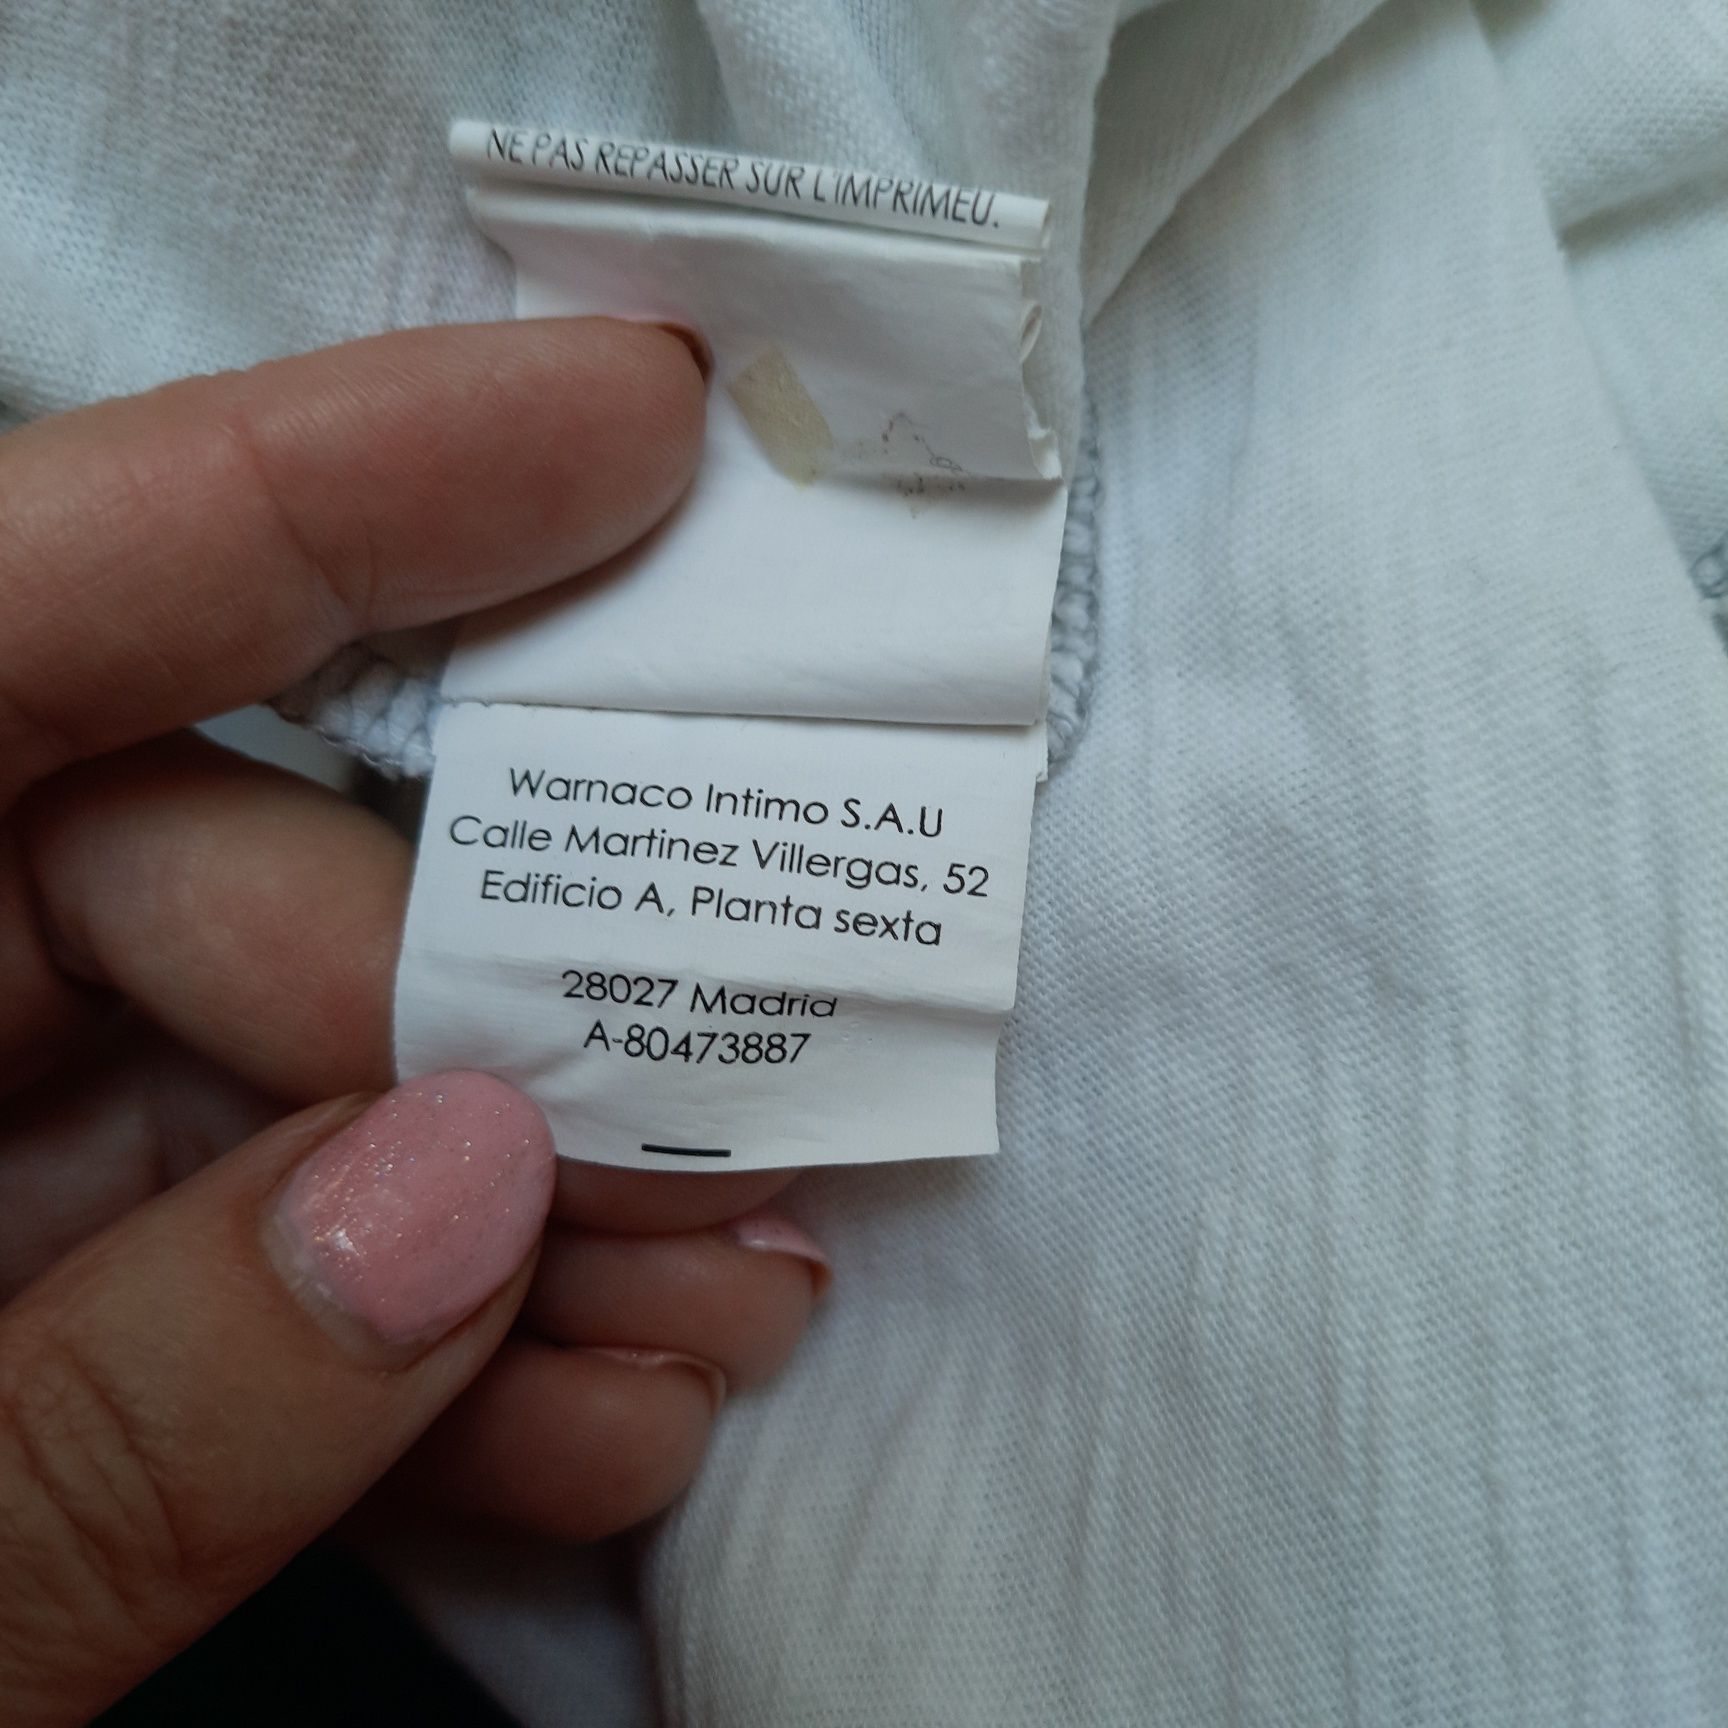 NE PAS REPASSER SUR L'IMPRIMEU.
Warnaco Intimo S.A.U
Calle Martinez Villergas, 52
Edificio A, Planta sexta
28027 Madrid
A-80473887